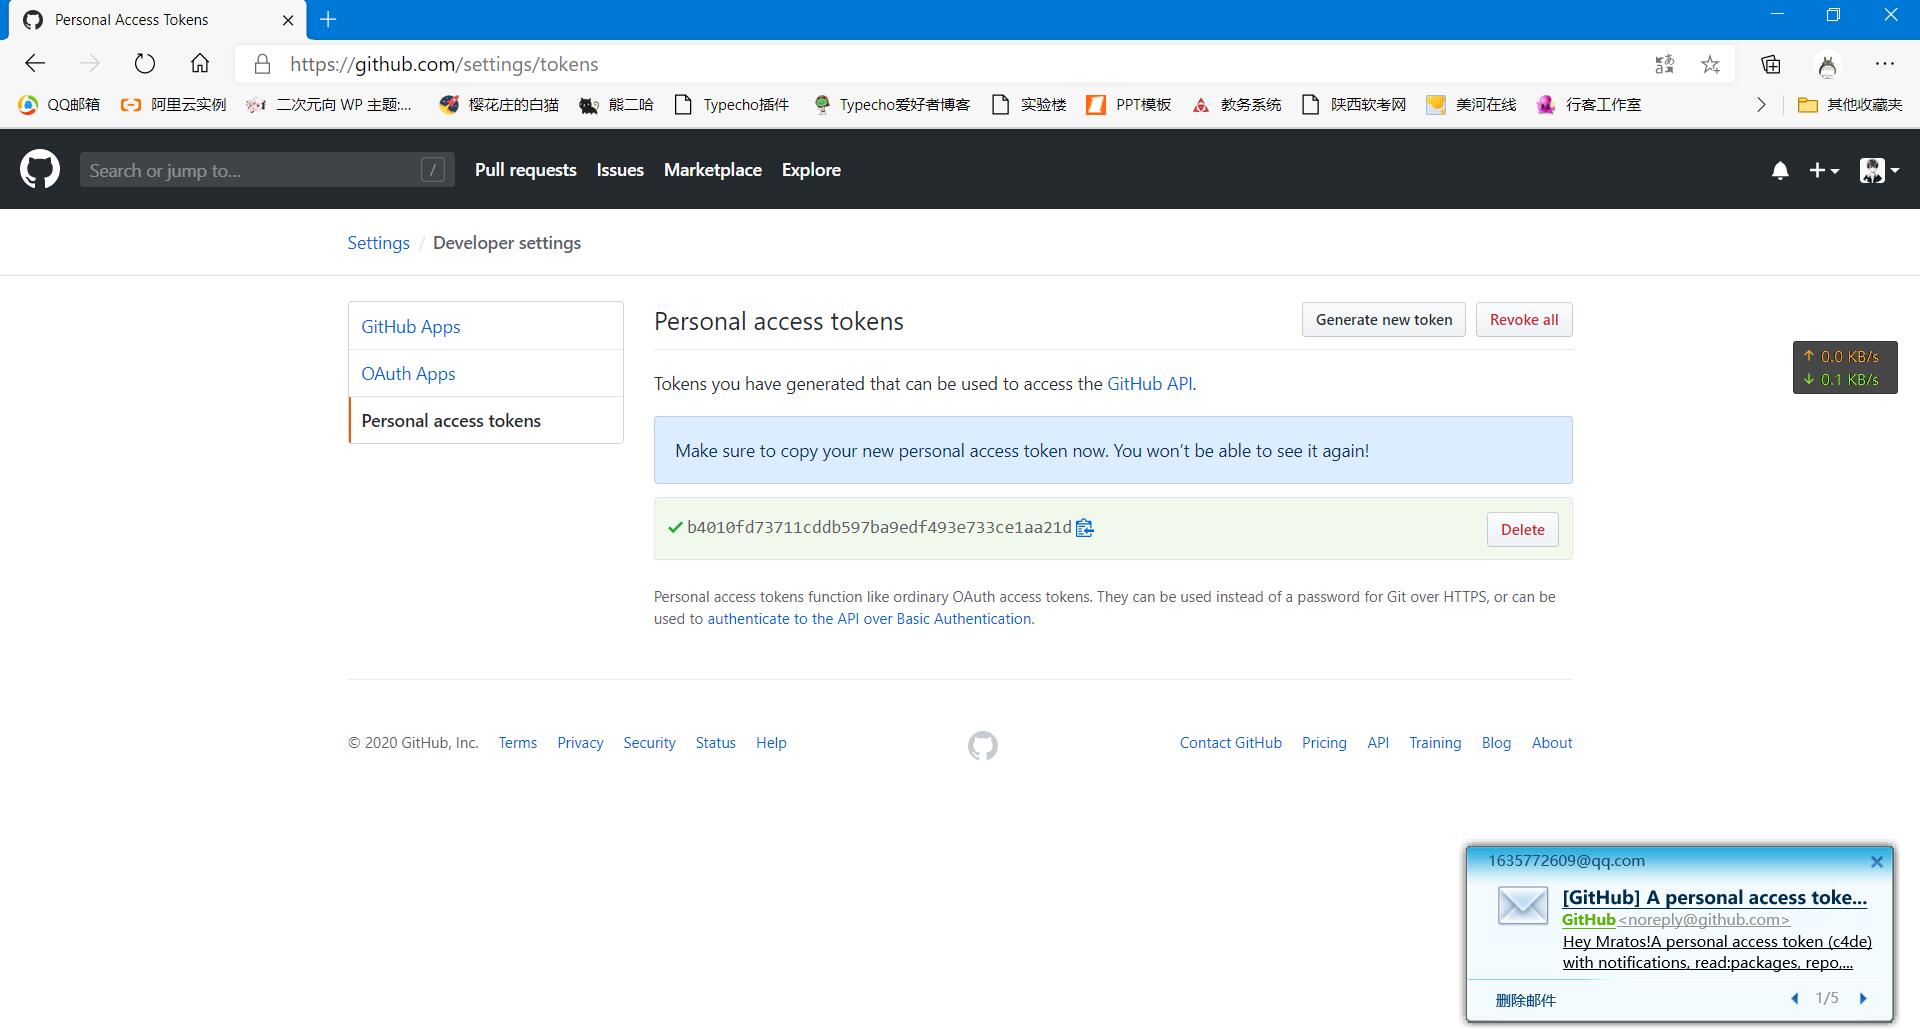 Personal Access Tokens
https://github.com/settings/tokens
QQ邮箱 阿里云实例 二次元向 WP 主题:... 樱花庄的白猫 熊二哈 Typecho插件 Typecho爱好者博客 实验楼 PPT模板 教务系统 陕西软考网 美河在线 行客工作室 其他收藏夹
Search or jump to... / Pull requests Issues Marketplace Explore
Settings / Developer settings
GitHub Apps
OAuth Apps
Personal access tokens
Personal access tokens Generate new token Revoke all
Tokens you have generated that can be used to access the GitHub API.
Make sure to copy your new personal access token now. You won't be able to see it again!
b4010fd73711cddb597ba9edf493e733ce1aa21d Delete
Personal access tokens function like ordinary OAuth access tokens. They can be used instead of a password for Git over HTTPS, or can be
used to authenticate to the API over Basic Authentication.
↑ 0.0 KB/s
↓ 0.1 KB/s
© 2020 GitHub, Inc. Terms Privacy Security Status Help Contact GitHub Pricing API Training Blog About
1635772609@qq.com
[GitHub] A personal access toke...
GitHub<noreply@github.com>
Hey Mratos!A personal access token (c4de)
with notifications, read:packages, repo,...
删除邮件 1/5